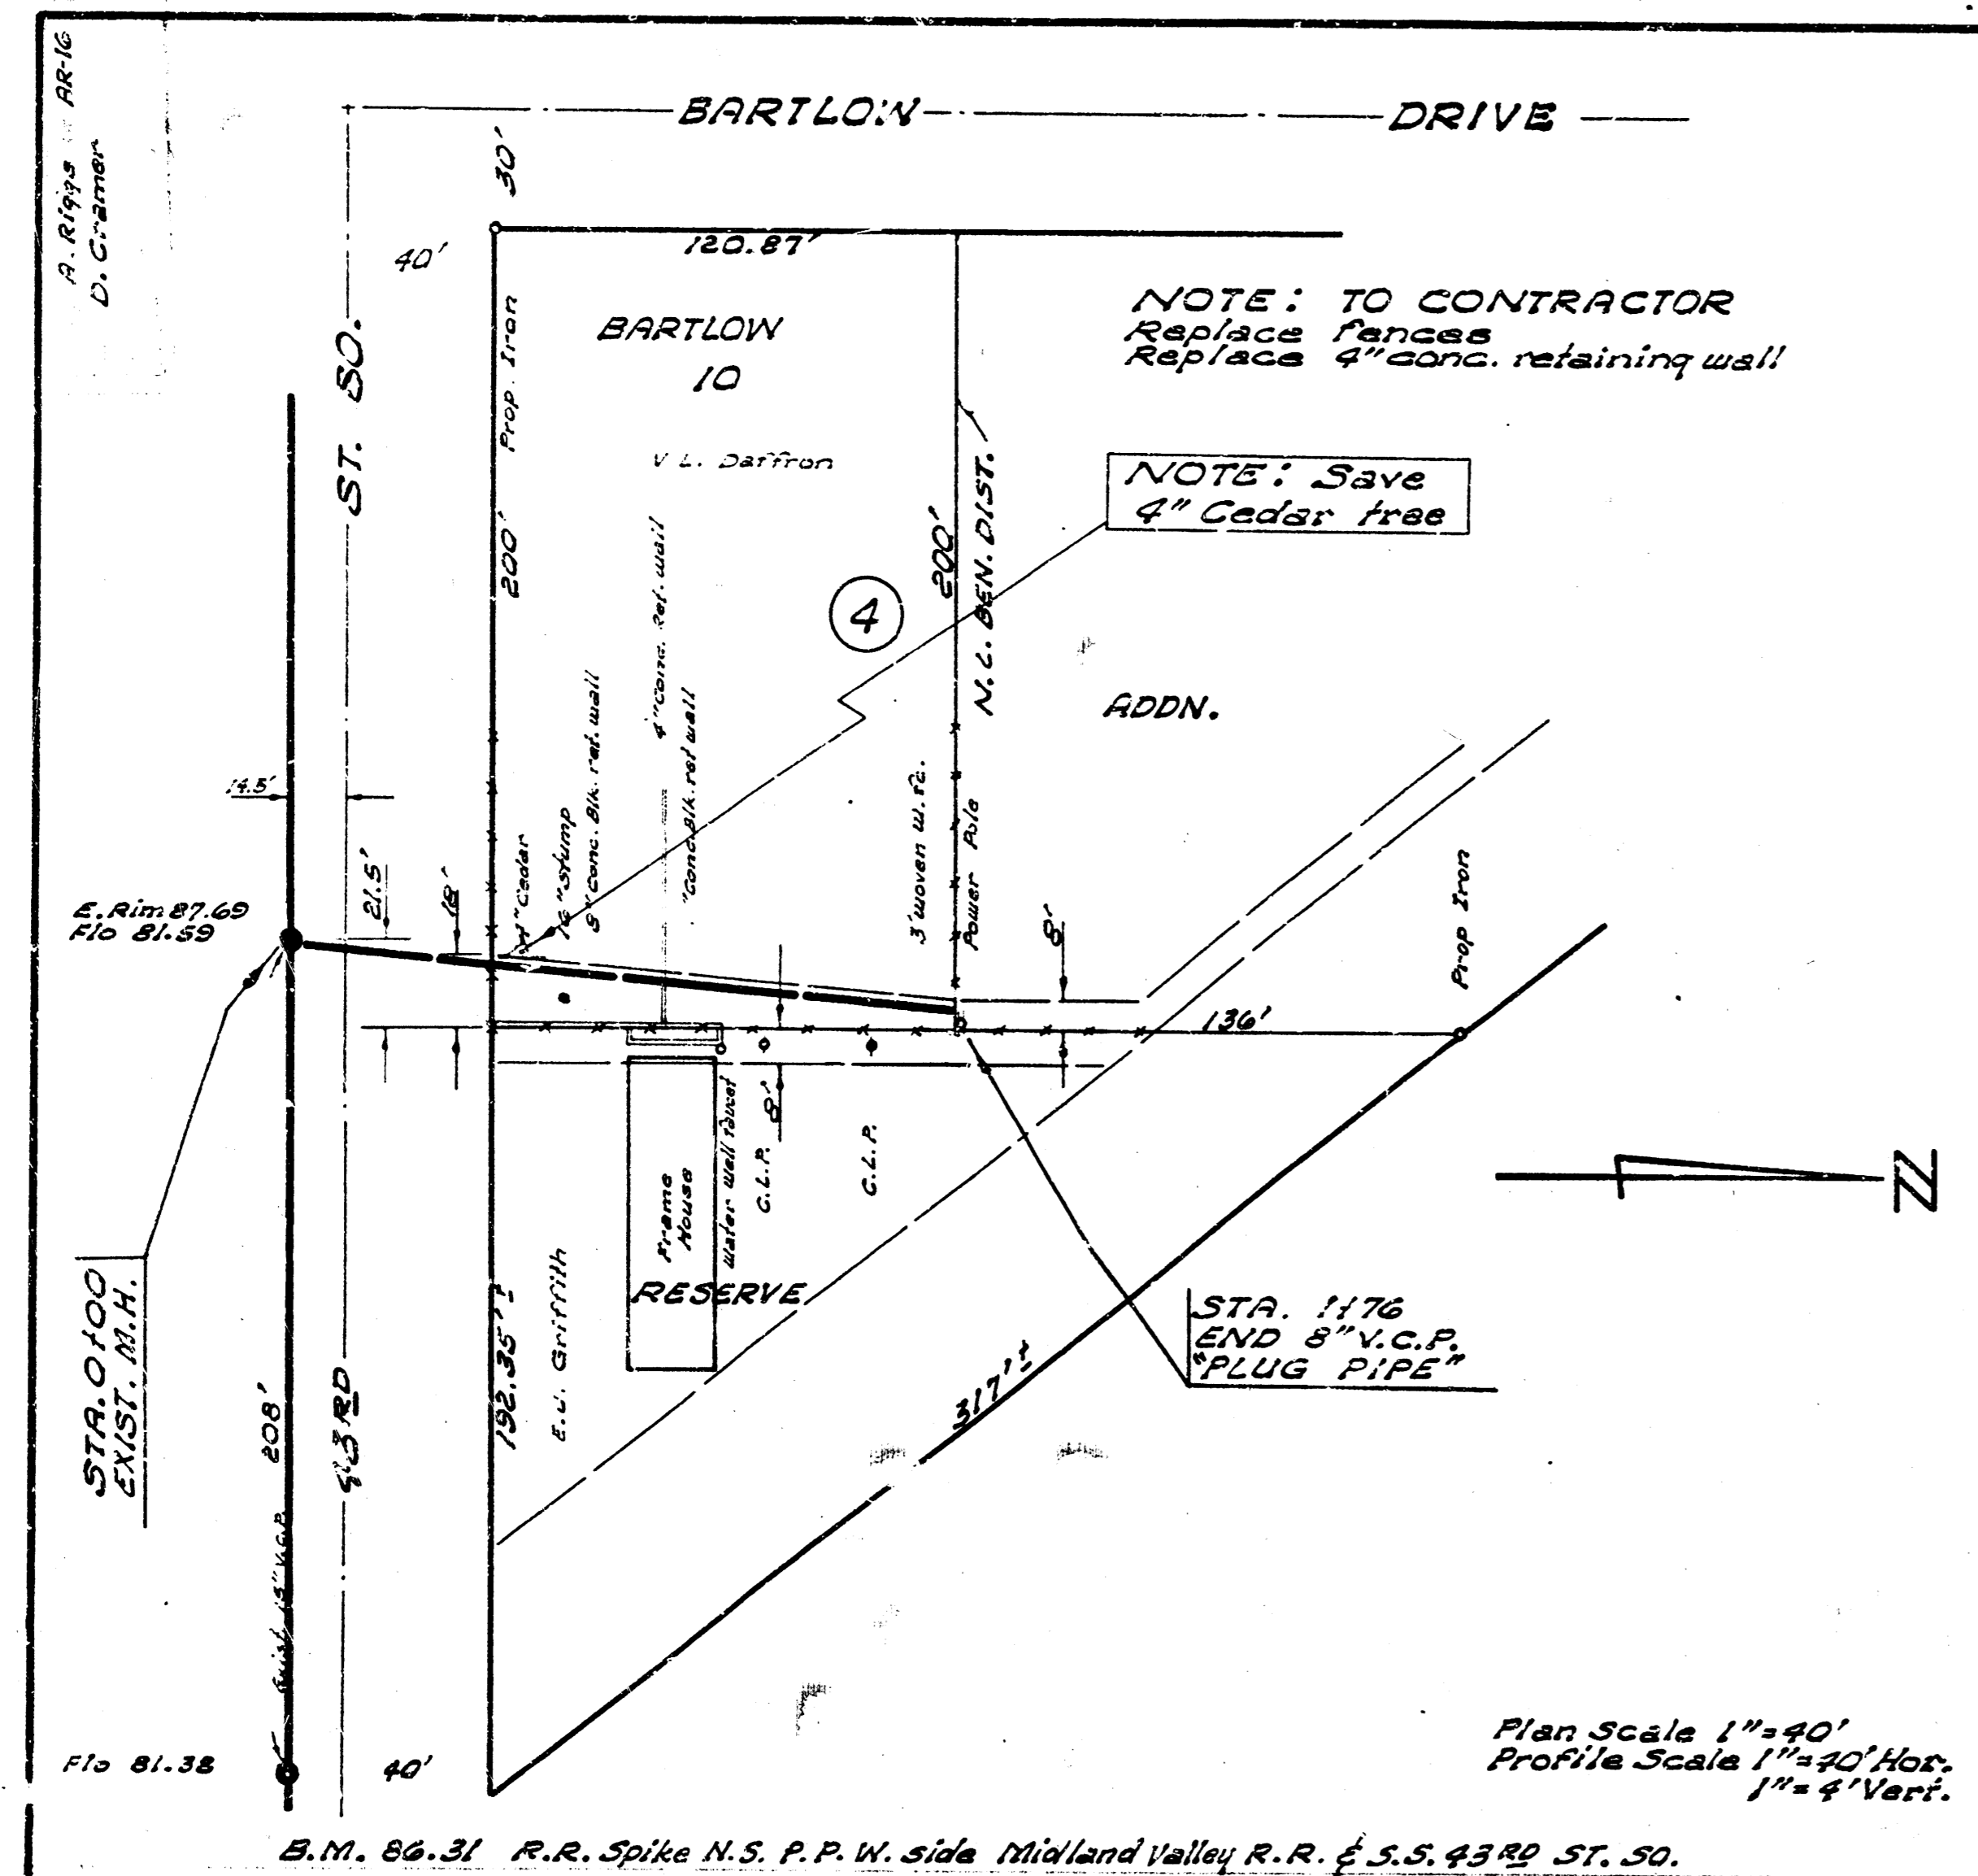 A. Riggs AR-16
D. Cramer
BARTLOW DRIVE
30'
40'
120.87'
BARTLOW
10
V. L. Daffron
Prop. Iron
200'
ST. SO.
NOTE: TO CONTRACTOR
Replace fences
Replace 4" conc. retaining wall
NOTE: Save
4" Cedar tree
200'
N.L. BEN. DIST.
4
ADDN.
4" conc. Ret. wall
8" conc. Blk. ret. wall
" conc. Blk. ret wall
16" Stump
4" Cedar
3' woven w. fc.
Power Pole
14.5'
21.5'
18'
E. Rim 87.69
Flo 81.59
8'
Prop Iron
136'
8'
Water Well faucet
C.L.P.
C.L.P.
Frame
House
RESERVE
E. L. Griffith
192.35' ±
N
STA. 0+00
EXIST. M.H.
208'
43RD
Exist. 15" V.C.P.
STA. 1+76
END 8" V.C.P.
"PLUG PIPE"
317' ±
Flo 81.38
40'
Plan Scale 1"=40'
Profile Scale 1"=40' Hor.
1"=4' Vert.
B.M. 86.31 R.R. Spike N.S. P.P. W. side Midland Valley R.R. & S.S. 43RD ST. SO.